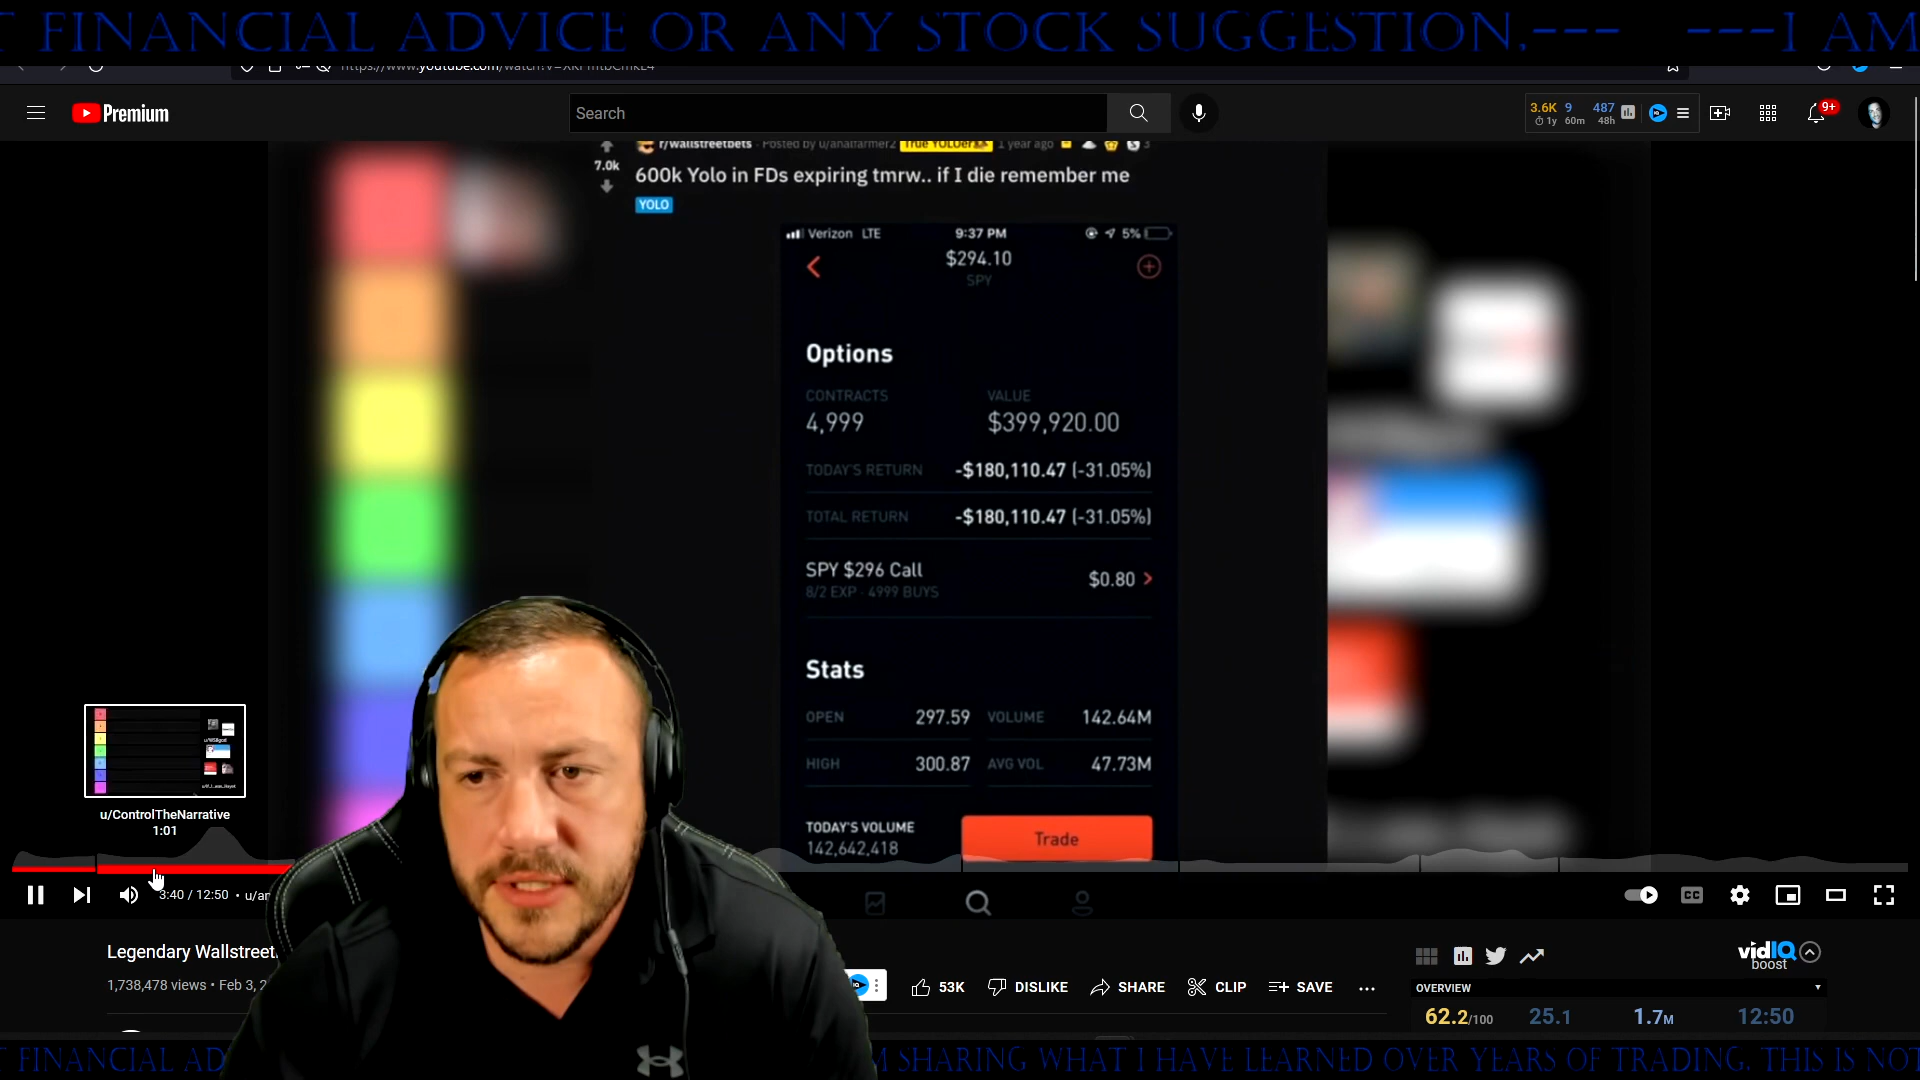 T FINANCIAL ADVICE OR ANY STOCK SUGGESTION.--- ---I AM
Premium
Search
3.6K 9 487
1y 60m 48h
9+
r/wallstreetbets · Posted by u/analfarmer2 True YOLOer 1 year ago 3
7.0k
600k Yolo in FDs expiring tmrw.. if I die remember me
YOLO
Verizon LTE 9:37 PM 5%
$294.10
SPY
Options
CONTRACTS VALUE
4,999 $399,920.00
TODAY'S RETURN -$180,110.47 (-31.05%)
TOTAL RETURN -$180,110.47 (-31.05%)
SPY $296 Call $0.80
8/2 EXP · 4999 BUYS
Stats
OPEN 297.59 VOLUME 142.64M
HIGH 300.87 AVG VOL 47.73M
TODAY'S VOLUME
142,642,418
Trade
u/ControlTheNarrative
1:01
3:40 / 12:50 • u/an
CC
Legendary Wallstreet
1,738,478 views • Feb 3, 2
53K DISLIKE SHARE CLIP SAVE
vidIQ
boost
OVERVIEW
62.2/100 25.1 1.7M 12:50
T FINANCIAL AD M SHARING WHAT I HAVE LEARNED OVER YEARS OF TRADING. THIS IS NOT